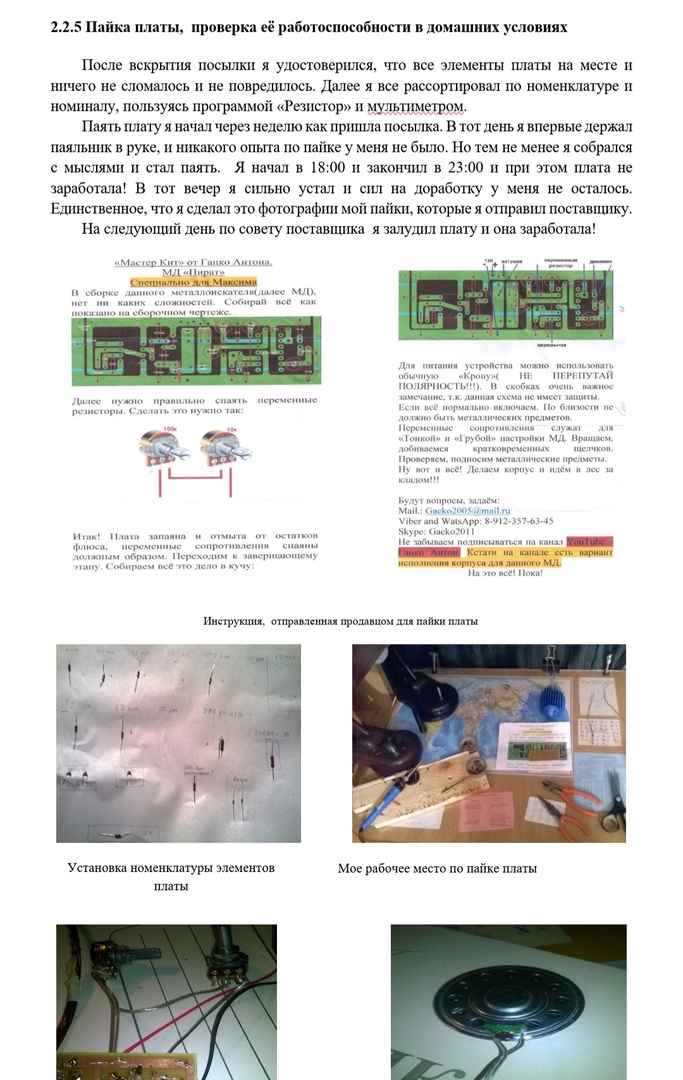 2.2.5 Пайка платы, проверка её работоспособности в домашних условиях
После вскрытия посылки я удостоверился, что все элементы платы на месте и
ничего не сломалось и не повредилось. Далее я все рассортировал по номенклатуре и
номиналу, пользуясь программой «Резистор» и мультиметром.
Паять плату я начал через неделю как пришла посылка. В тот день я впервые держал
паяльник в руке, и никакого опыта по пайке у меня не было. Но тем не менее я собрался
с мыслями и стал паять. Я начал в 18:00 и закончил в 23:00 и при этом плата не
заработала! В тот вечер я сильно устал и сил на доработку у меня не осталось.
Единственное, что я сделал это фотографии мой пайки, которые я отправил поставщику.
На следующий день по совету поставщика я залудил плату и она заработала!
«Мастер Кит» от Гацко Антона.
МД «Пират»
Специально для Максима
В сборке данного металлоискателя(далее МД),
нет ни каких сложностей. Собирай всё как
показано на сборочном чертеже.
Далее нужно правильно спаять переменные
резисторы. Сделать это нужно так:
100к 10к
Итак! Плата запаяна и отмыта от остатков
флюса, переменные сопротивления спаяны
должным образом. Переходим к завершающему
этапу. Собираем всё это дело в кучу:
12в катушка переменный резистор динамик
перемычка
Для питания устройства можно использовать
обычную «Крону»( НЕ ПЕРЕПУТАЙ
ПОЛЯРНОСТЬ!!!). В скобках очень важное
замечание, т.к. данная схема не имеет защиты.
Если всё нормально включаем. По близости не
должно быть металлических предметов.
Переменные сопротивления служат для
«Тонкой» и «Грубой» настройки МД. Вращаем,
добиваемся кратковременных щелчков.
Проверяем, подносим металлические предметы.
Ну вот и всё! Делаем корпус и идём в лес за
кладом!!!
Будут вопросы, задаём:
Mail.: Gacko2005@mail.ru
Viber and WatsApp: 8-912-357-63-45
Skype: Gacko2011
Не забываем подписываться на канал YouTube
Гацко Антон. Кстати на канале есть вариант
исполнения корпуса для данного МД.
На это всё! Пока!
Инструкция, отправленная продавцом для пайки платы
Установка номенклатуры элементов
платы
Мое рабочее место по пайке платы